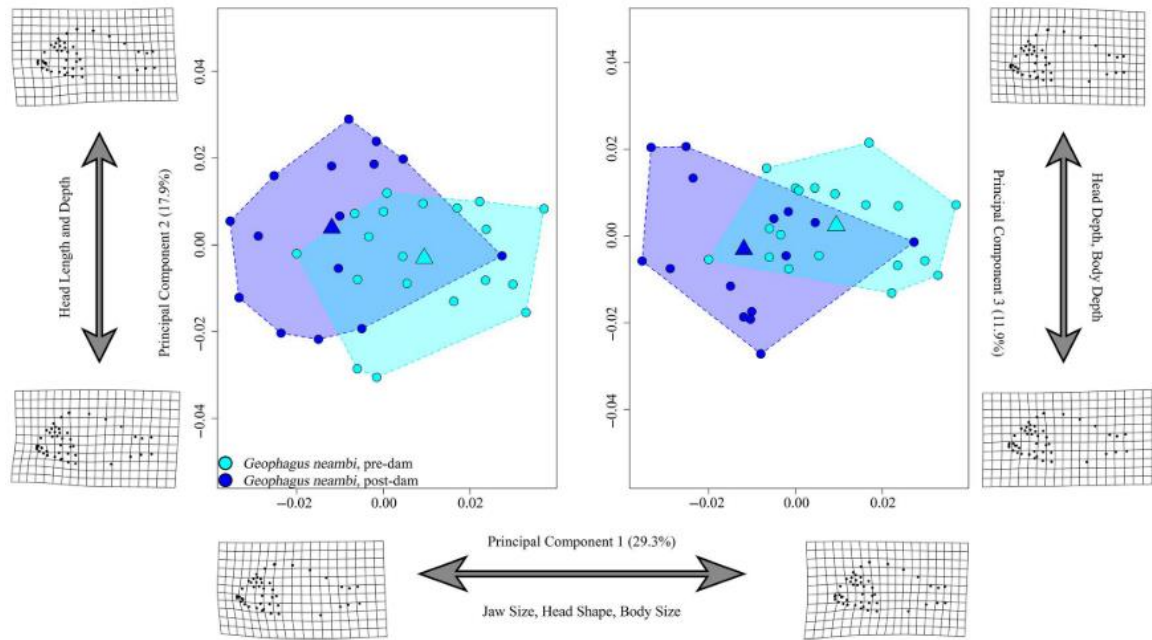 Head Length and Depth
Principal Component 2 (17.9%)
0.04
0.02
0.00
−0.02
−0.04
Geophagus neambi, pre-dam
Geophagus neambi, post-dam
−0.02
0.00
0.02
0.04
0.02
0.00
−0.02
−0.04
−0.02
0.00
0.02
Principal Component 3 (11.9%)
Head Depth, Body Depth
Principal Component 1 (29.3%)
Jaw Size, Head Shape, Body Size